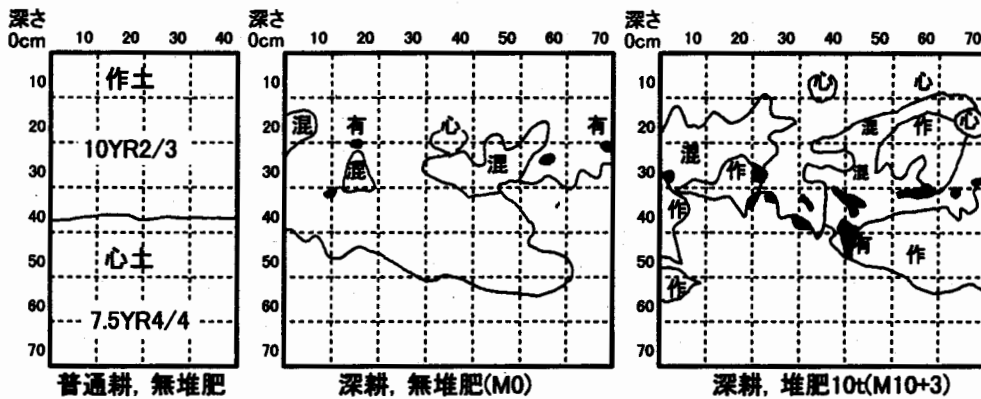 深さ
0cm 10 20 30 40
10
20
30
40
50
60
70
作土
10YR2/3
心土
7.5YR4/4
普通耕, 無堆肥
深さ
0cm 10 20 30 40 50 60 70
10
20
30
40
50
60
70
混 有 心 有
混 混
深耕, 無堆肥(M0)
深さ
0cm 10 20 30 40 50 60 70
10
20
30
40
50
60
70
心 心
混 作 心
混 作 混
作 有 作
作
深耕, 堆肥10t(M10+3)